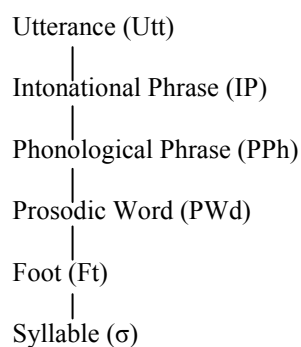 Utterance (Utt)
Intonational Phrase (IP)
Phonological Phrase (PPh)
Prosodic Word (PWd)
Foot (Ft)
Syllable (σ)